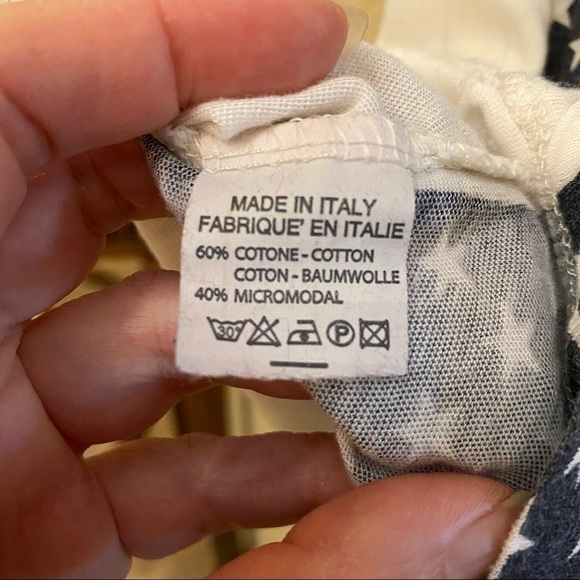 MADE IN ITALY
FABRIQUE' EN ITALIE
60% COTONE - COTTON
COTON - BAUMWOLLE
40% MICROMODAL
30° P